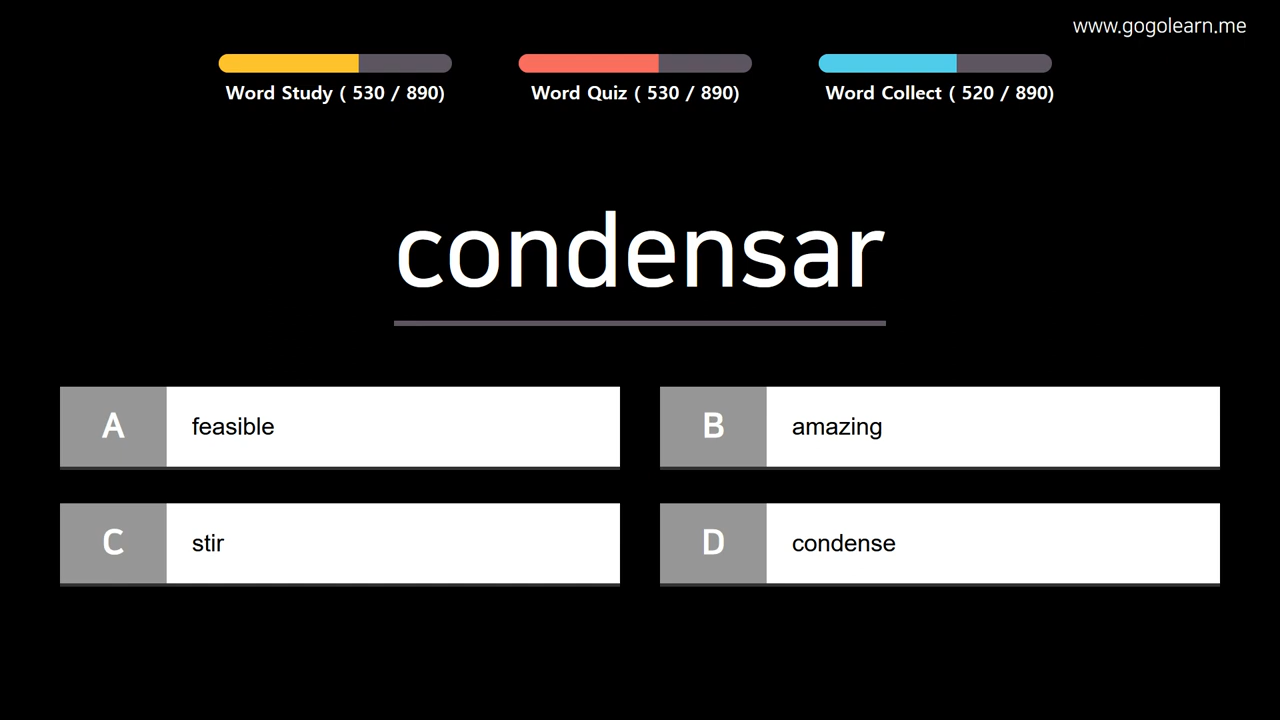 www.gogolearn.me
Word Study ( 530 / 890)
Word Quiz ( 530 / 890)
Word Collect ( 520 / 890)
condensar
A feasible
B amazing
C stir
D condense